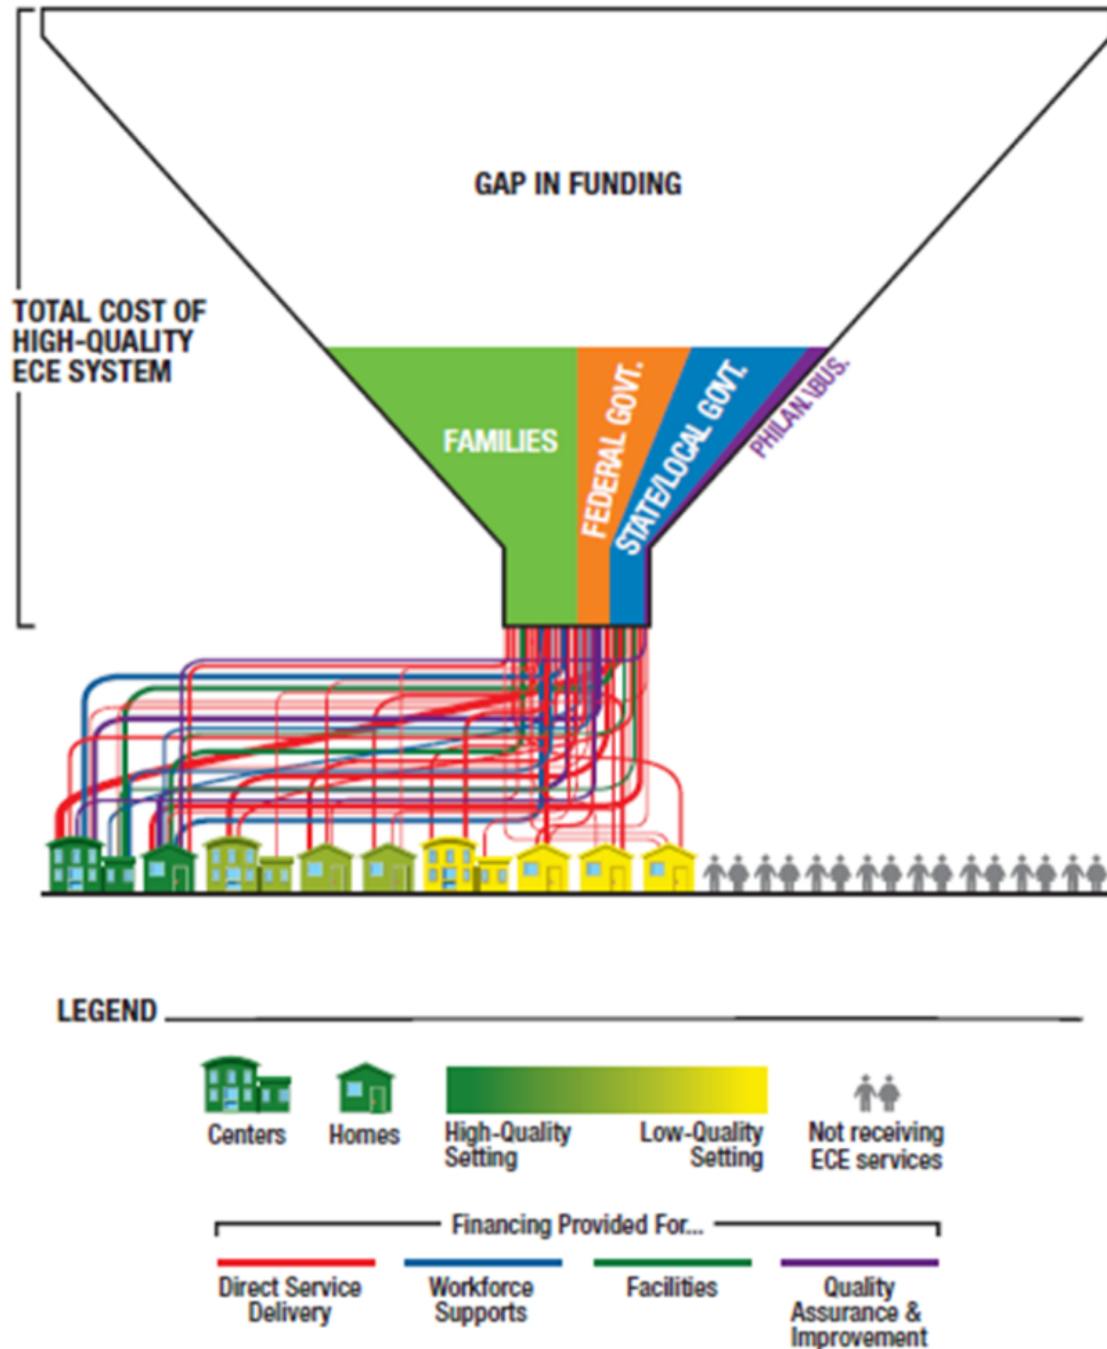 GAP IN FUNDING
TOTAL COST OF
HIGH-QUALITY
ECE SYSTEM
FAMILIES
FEDERAL GOVT.
STATE/LOCAL GOVT.
PHILAN.\BUS.
LEGEND
Centers
Homes
High-Quality
Setting
Low-Quality
Setting
Not receiving
ECE services
Financing Provided For...
Direct Service
Delivery
Workforce
Supports
Facilities
Quality
Assurance &
Improvement